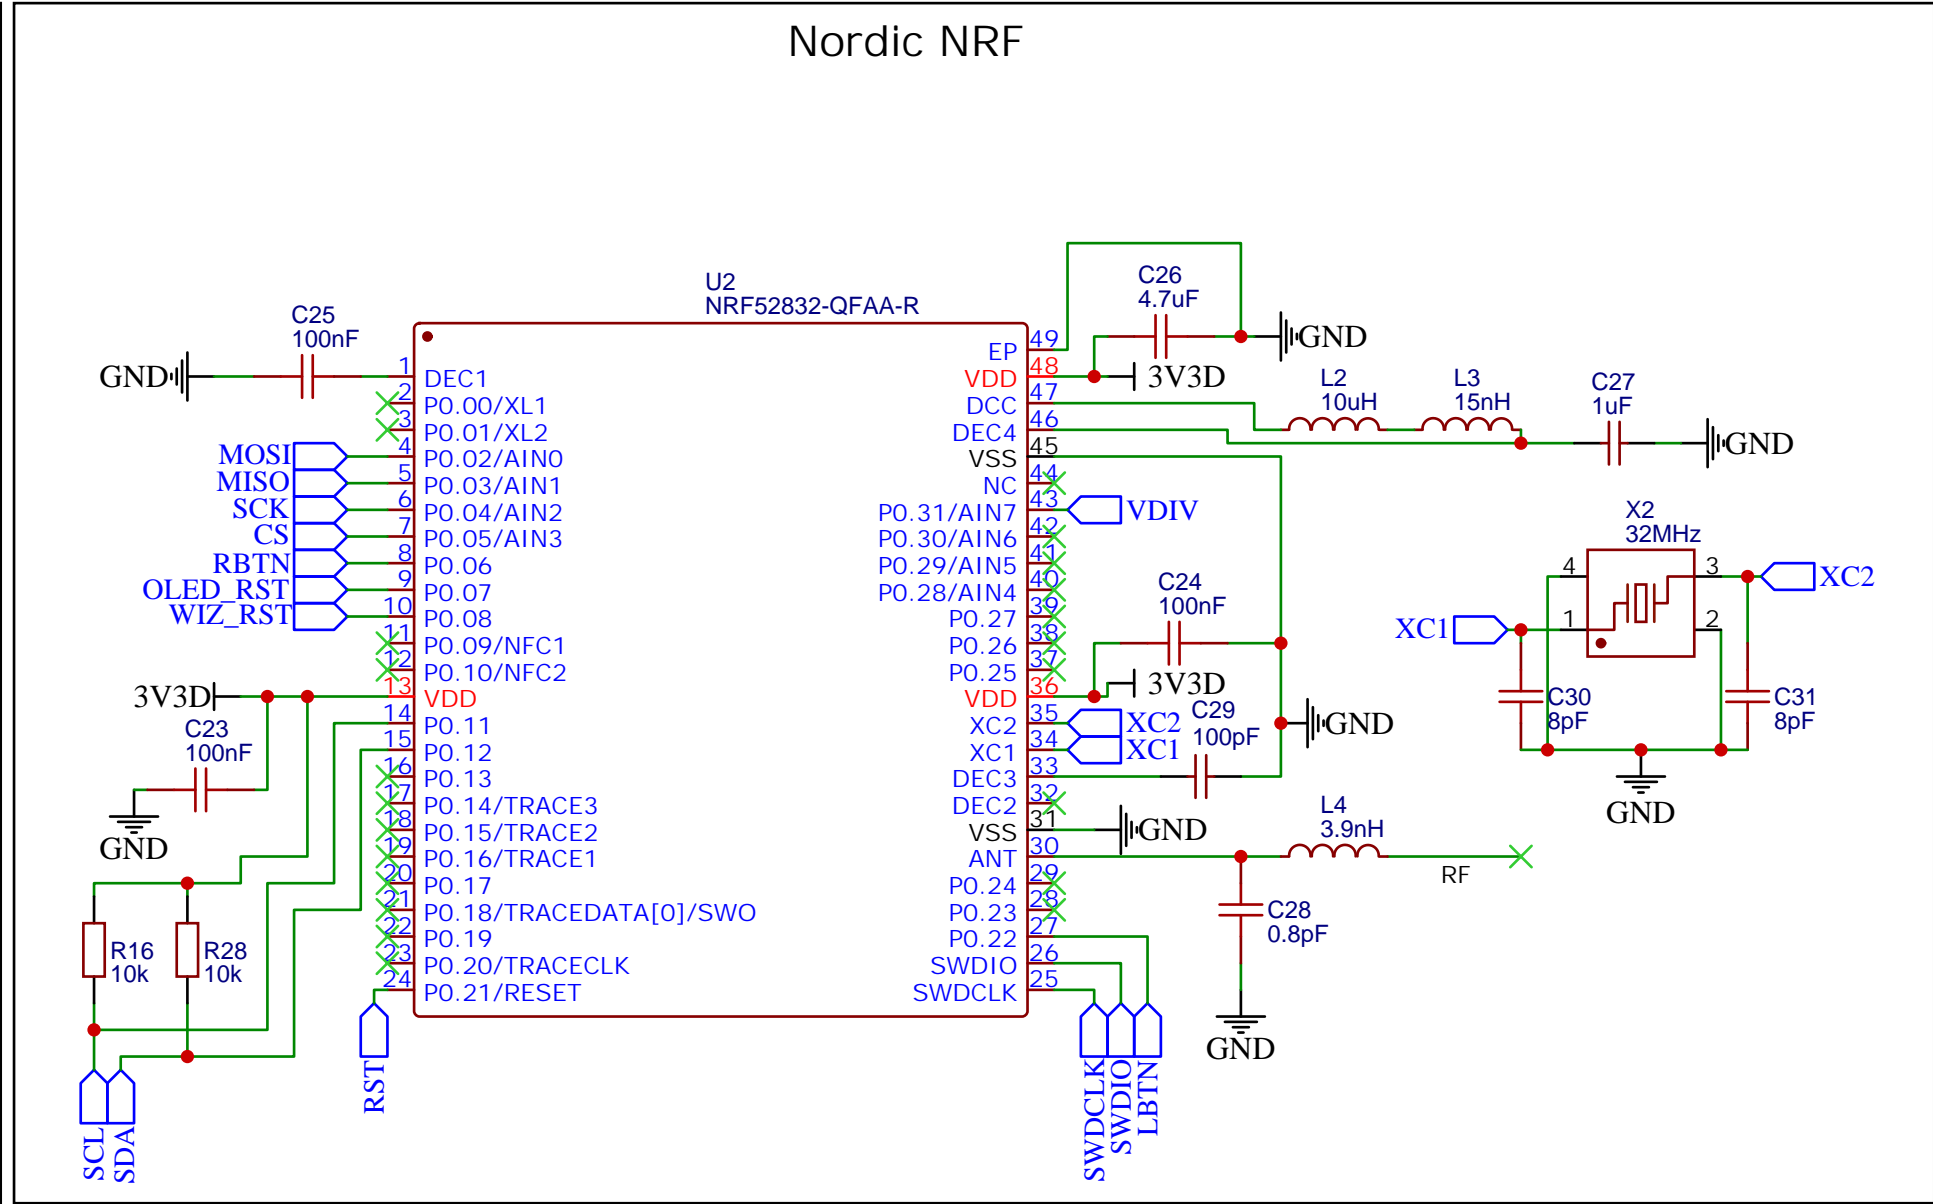 Nordic NRF
U2
NRF52832-QFAA-R
C25
100nF
GND
1 DEC1
2 P0.00/XL1
3 P0.01/XL2
MOSI 4 P0.02/AIN0
MISO 5 P0.03/AIN1
SCK 6 P0.04/AIN2
CS 7 P0.05/AIN3
RBTN 8 P0.06
OLED_RST 9 P0.07
WIZ_RST 10 P0.08
11 P0.09/NFC1
12 P0.10/NFC2
3V3D 13 VDD
14 P0.11
15 P0.12
16 P0.13
17 P0.14/TRACE3
18 P0.15/TRACE2
19 P0.16/TRACE1
20 P0.17
21 P0.18/TRACEDATA[0]/SWO
22 P0.19
23 P0.20/TRACECLK
24 P0.21/RESET
C23
100nF
GND
R16
10k
R28
10k
SCL
SDA
RST
EP 49
VDD 48 3V3D
DCC 47
DEC4 46
VSS 45
NC 44
P0.31/AIN7 43 VDIV
P0.30/AIN6 42
P0.29/AIN5 41
P0.28/AIN4 40
P0.27 39
P0.26 38
P0.25 37
VDD 36 3V3D
XC2 35 XC2
XC1 34 XC1
DEC3 33
DEC2 32
VSS 31 GND
ANT 30
P0.24 29
P0.23 28
P0.22 27
SWDIO 26
SWDCLK 25
SWDCLK
SWDIO
LBTN
C26
4.7uF
GND
L2
10uH
L3
15nH
C27
1uF
GND
C24
100nF
C29
100pF
GND
L4
3.9nH
RF
C28
0.8pF
GND
X2
32MHz
4 3 XC2
XC1 1 2
C30
8pF
C31
8pF
GND